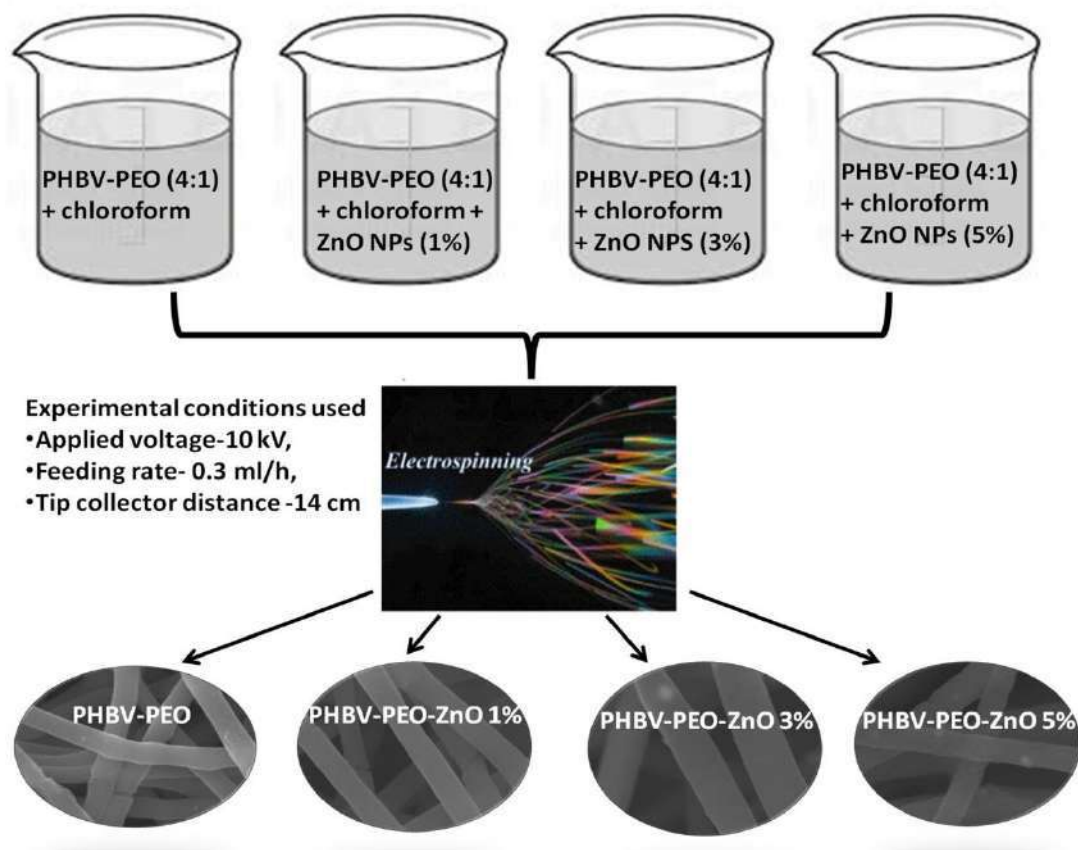 PHBV-PEO (4:1)
+ chloroform
PHBV-PEO (4:1)
+ chloroform +
ZnO NPs (1%)
PHBV-PEO (4:1)
+ chloroform
+ ZnO NPS (3%)
PHBV-PEO (4:1)
+ chloroform
+ ZnO NPs (5%)
Experimental conditions used
•Applied voltage-10 kV,
•Feeding rate- 0.3 ml/h,
•Tip collector distance -14 cm
Electrospinning
PHBV-PEO
PHBV-PEO-ZnO 1%
PHBV-PEO-ZnO 3%
PHBV-PEO-ZnO 5%